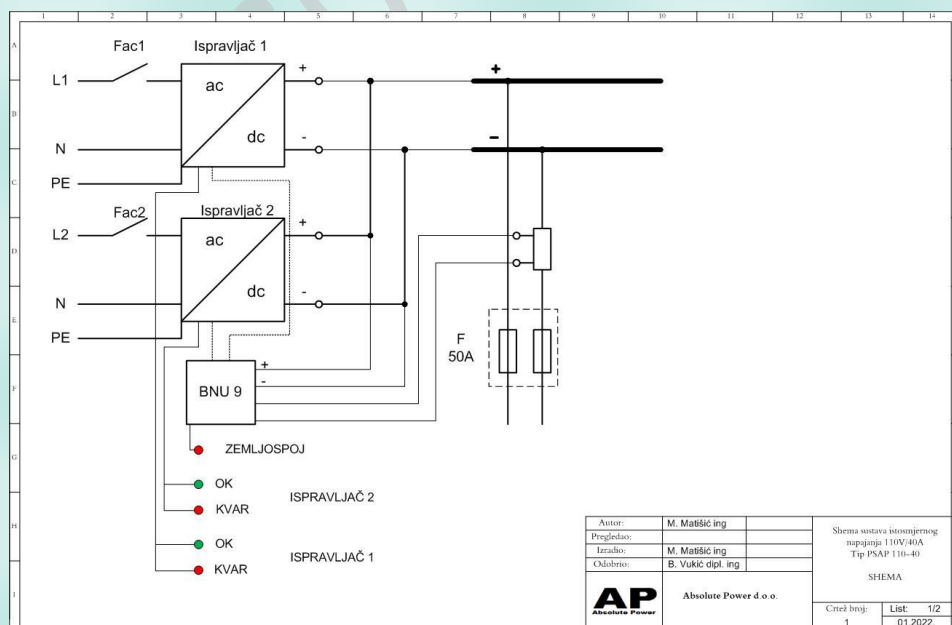 1 2 3 4 5 6 7 8 9 10 11 12 13 14
A
B
C
D
E
F
G
H
I
Fac1
Ispravljač 1
L1
ac
dc
+
-
N
PE
+
-
Fac2
Ispravljač 2
L2
ac
dc
+
-
N
PE
F
50A
BNU 9
+
-
ZEMLJOSPOJ
OK
KVAR
ISPRAVLJAČ 2
OK
KVAR
ISPRAVLJAČ 1
Autor: M. Matišić ing
Pregledao:
Izradio: M. Matišić ing
Odobrio: B. Vukić dipl. ing
AP
Absolute Power
Absolute Power d.o.o.
Shema sustava istosmjernog
napajanja 110V/40A
Tip PSAP 110-40
SHEMA
Crtež broj: List: 1/2
1 01.2022.